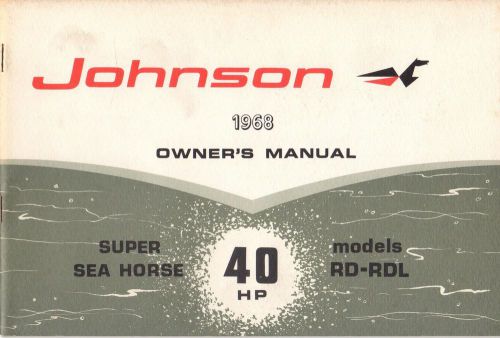 Johnson
1968
OWNER'S MANUAL
SUPER
SEA HORSE
40
HP
models
RD-RDL